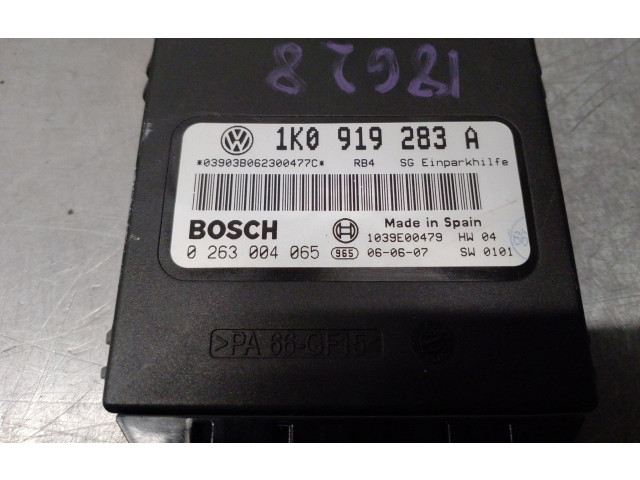 1K0 919 283 A
*03903B062300477C* RB4 SG Einparkhilfe
BOSCH
Made in Spain
1039E00479 HW 04
0 263 004 065 965 06-06-07 SW 0101
>PA 66-GF15<